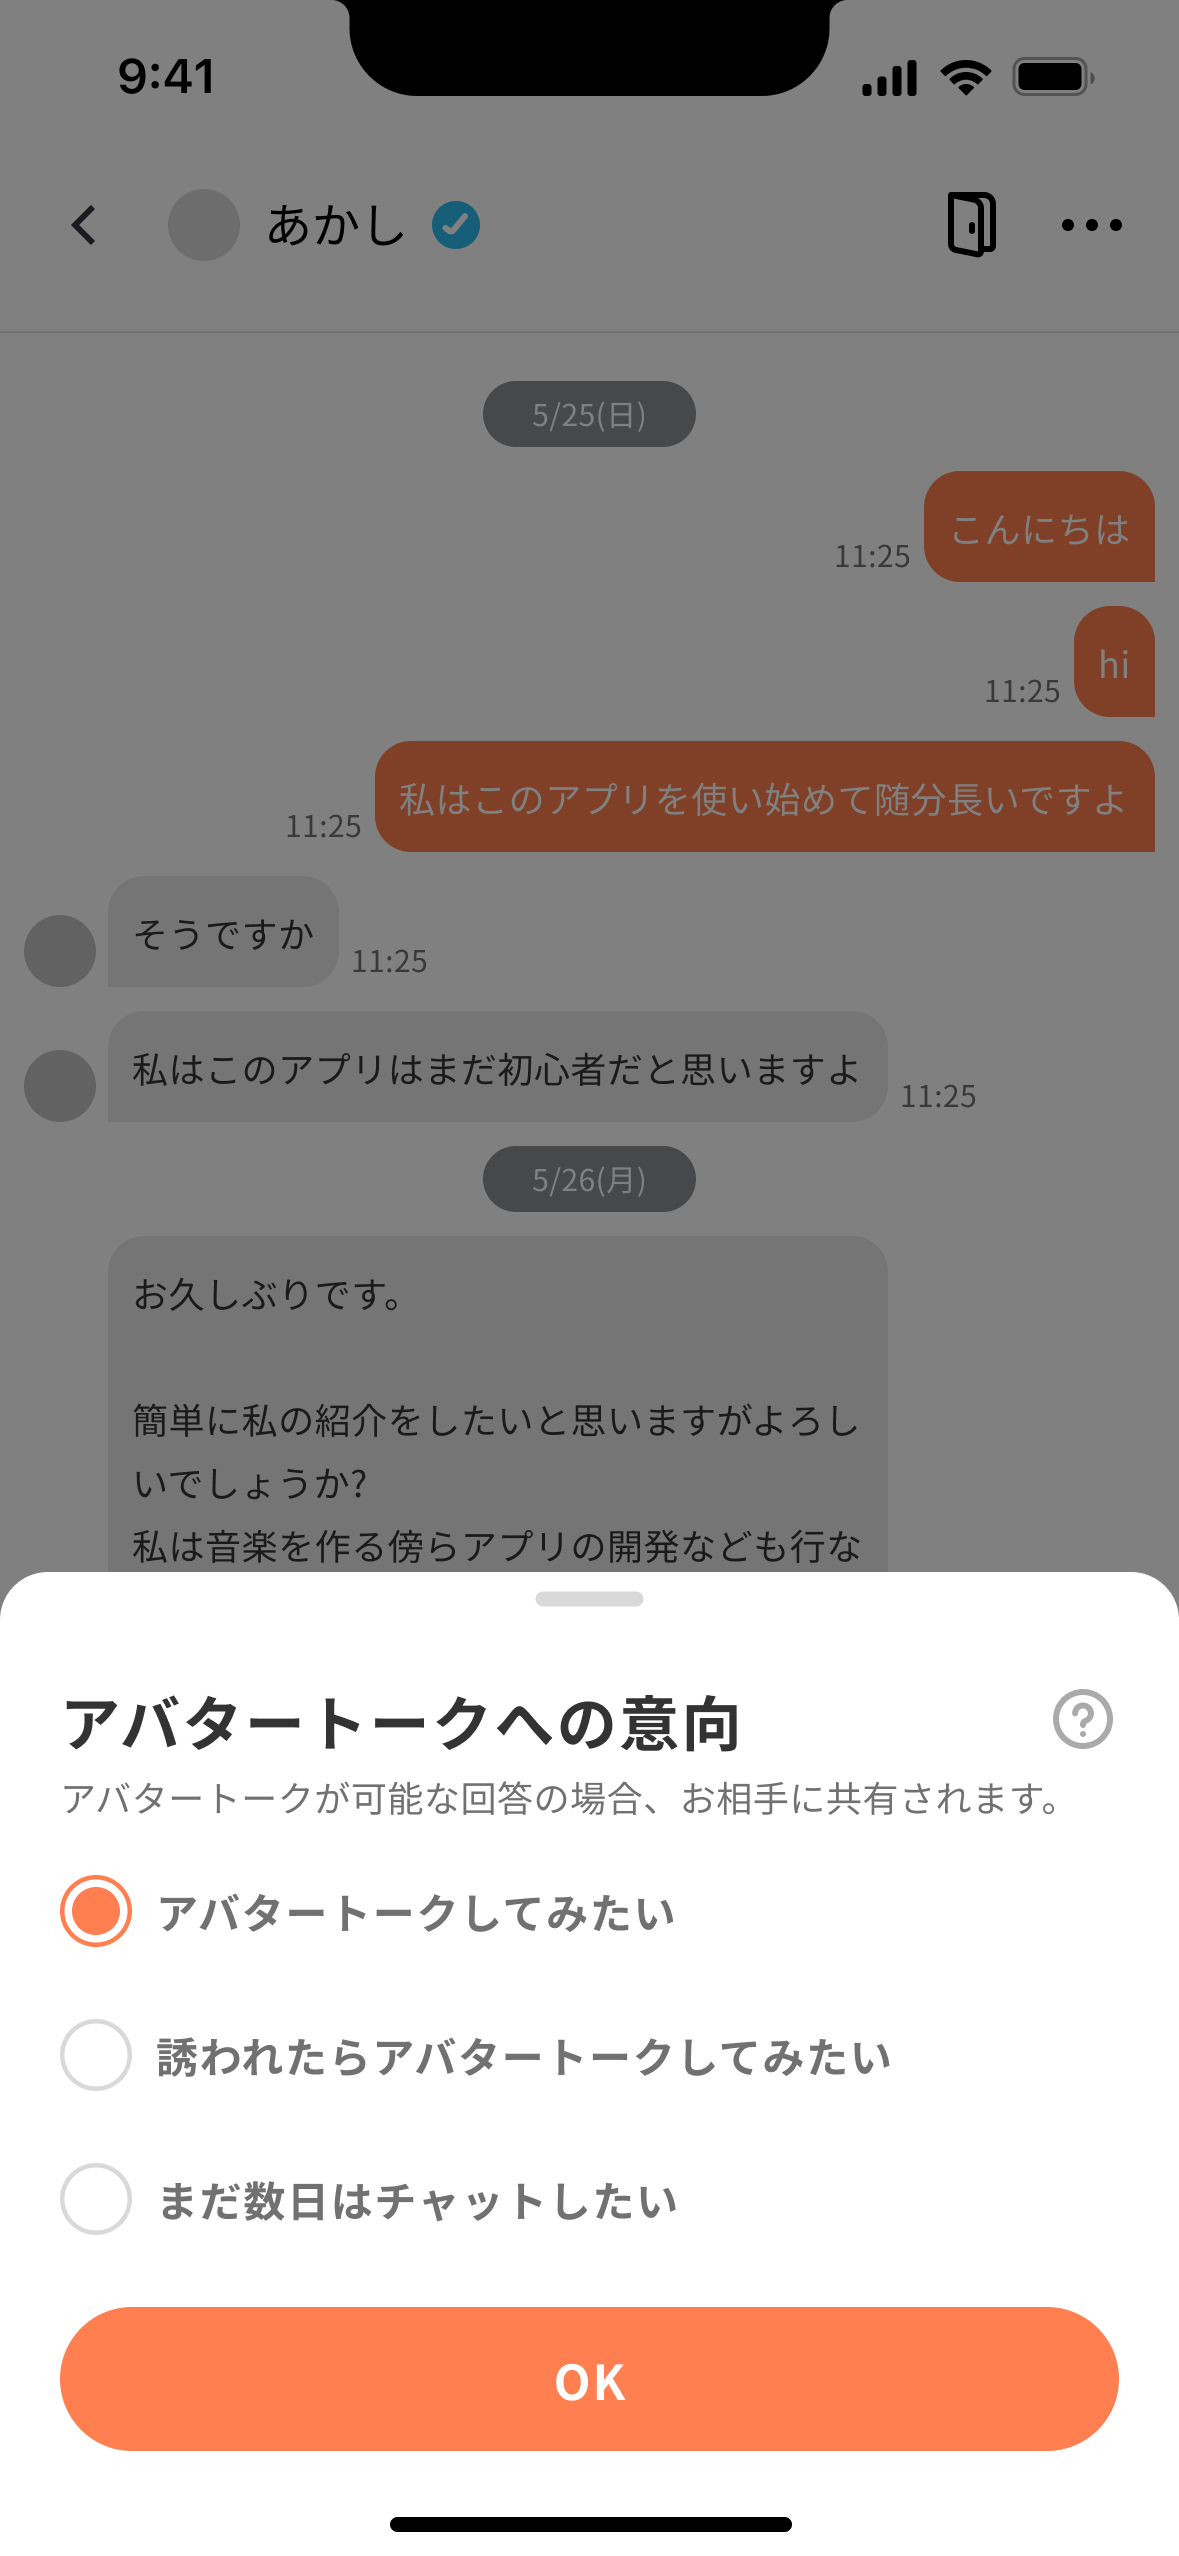 9:41
あかし
5/25(日)
こんにちは
11:25
hi
11:25
私はこのアプリを使い始めて随分長いですよ
11:25
そうですか
11:25
私はこのアプリはまだ初心者だと思いますよ
11:25
5/26(月)
お久しぶりです。
簡単に私の紹介をしたいと思いますがよろし
いでしょうか?
私は音楽を作る傍らアプリの開発なども行な
アバタートークへの意向
アバタートークが可能な回答の場合、お相手に共有されます。
アバタートークしてみたい
誘われたらアバタートークしてみたい
まだ数日はチャットしたい
OK